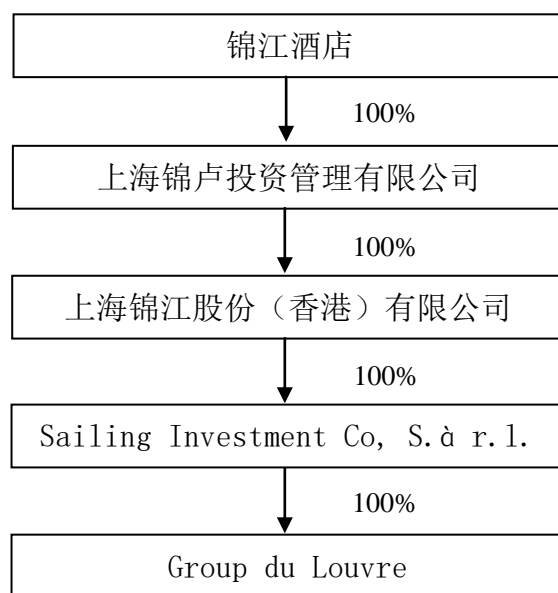 锦江酒店
100%
上海锦卢投资管理有限公司
100%
上海锦江股份（香港）有限公司
100%
Sailing Investment Co, S.à r.l.
100%
Group du Louvre